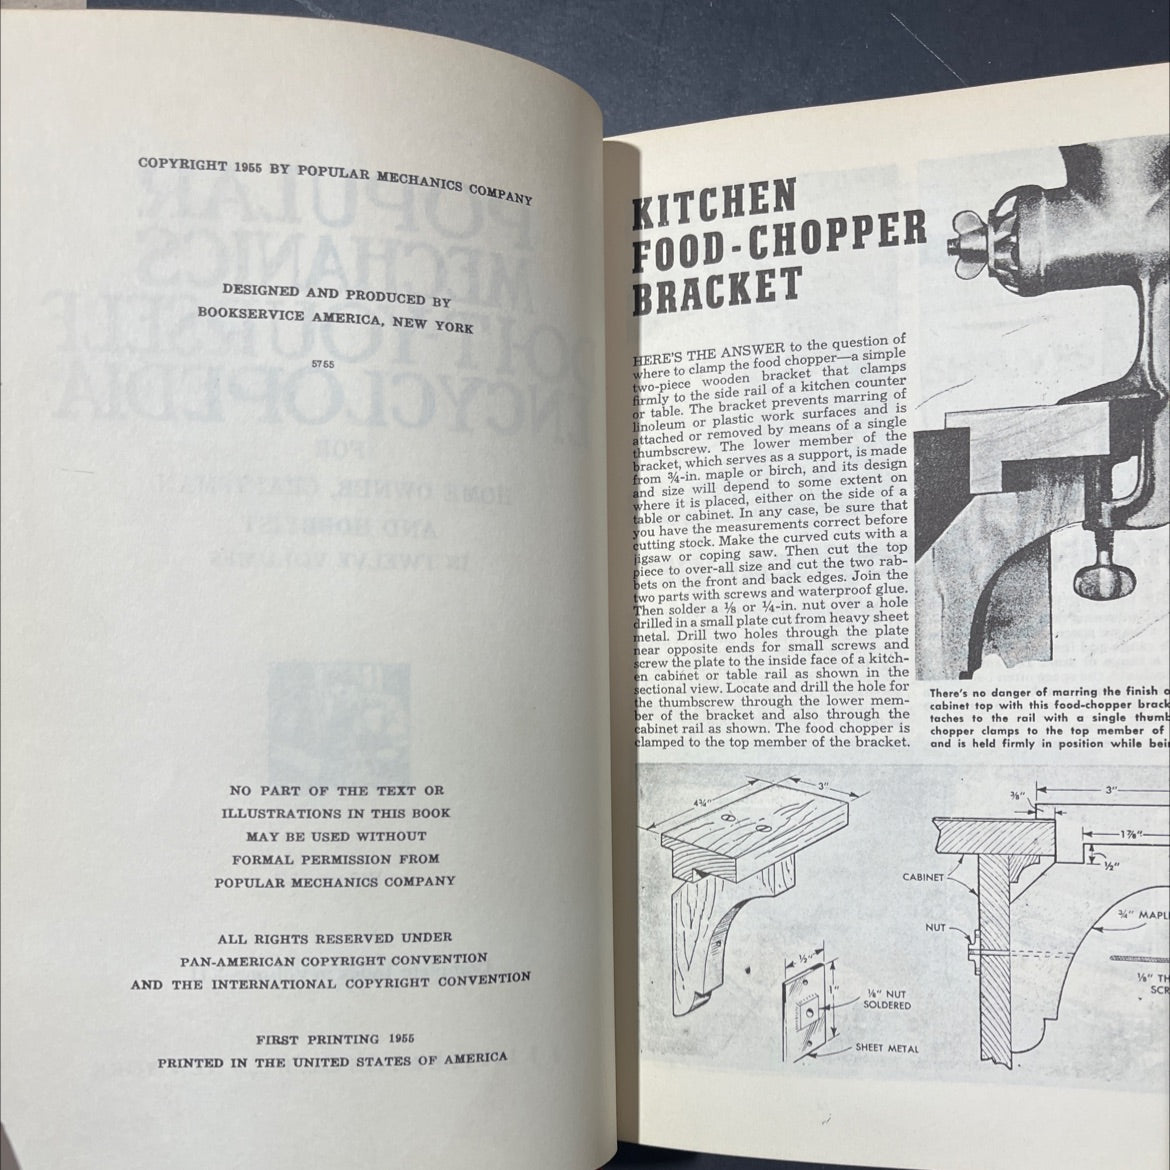 COPYRIGHT 1955 BY POPULAR MECHANICS COMPANY
DESIGNED AND PRODUCED BY
BOOKSERVICE AMERICA, NEW YORK
5755
NO PART OF THE TEXT OR
ILLUSTRATIONS IN THIS BOOK
MAY BE USED WITHOUT
FORMAL PERMISSION FROM
POPULAR MECHANICS COMPANY
ALL RIGHTS RESERVED UNDER
PAN-AMERICAN COPYRIGHT CONVENTION
AND THE INTERNATIONAL COPYRIGHT CONVENTION
FIRST PRINTING 1955
PRINTED IN THE UNITED STATES OF AMERICA
KITCHEN
FOOD-CHOPPER
BRACKET
HERE'S THE ANSWER to the question of
where to clamp the food chopper—a simple
two-piece wooden bracket that clamps
firmly to the side rail of a kitchen counter
or table. The bracket prevents marring of
linoleum or plastic work surfaces and is
attached or removed by means of a single
thumbscrew. The lower member of the
bracket, which serves as a support, is made
from ¾-in. maple or birch, and its design
and size will depend to some extent on
where it is placed, either on the side of a
table or cabinet. In any case, be sure that
you have the measurements correct before
cutting stock. Make the curved cuts with a
jigsaw or coping saw. Then cut the top
piece to over-all size and cut the two rab-
bets on the front and back edges. Join the
two parts with screws and waterproof glue.
Then solder a ⅛ or ¼-in. nut over a hole
drilled in a small plate cut from heavy sheet
metal. Drill two holes through the plate
near opposite ends for small screws and
screw the plate to the inside face of a kitch-
en cabinet or table rail as shown in the
sectional view. Locate and drill the hole for
the thumbscrew through the lower mem-
ber of the bracket and also through the
cabinet rail as shown. The food chopper is
clamped to the top member of the bracket.
There's no danger of marring the finish o
cabinet top with this food-chopper brack
taches to the rail with a single thumb
chopper clamps to the top member of
and is held firmly in position while bein
4¾"
3"
½"
1"
⅛" NUT
SOLDERED
SHEET METAL
⅜"
3"
1⅞"
½"
CABINET
NUT
¾" MAPL
⅛" TH
SCR